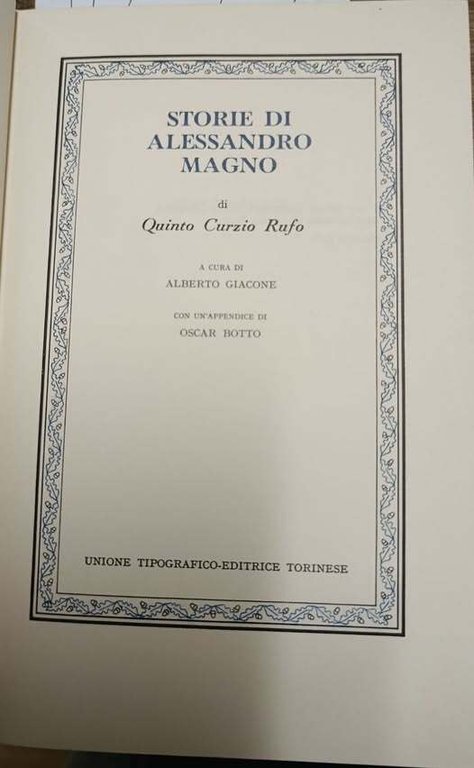 STORIE DI
ALESSANDRO
MAGNO
di
Quinto Curzio Rufo
A CURA DI
ALBERTO GIACONE
CON UN'APPENDICE DI
OSCAR BOTTO
UNIONE TIPOGRAFICO-EDITRICE TORINESE